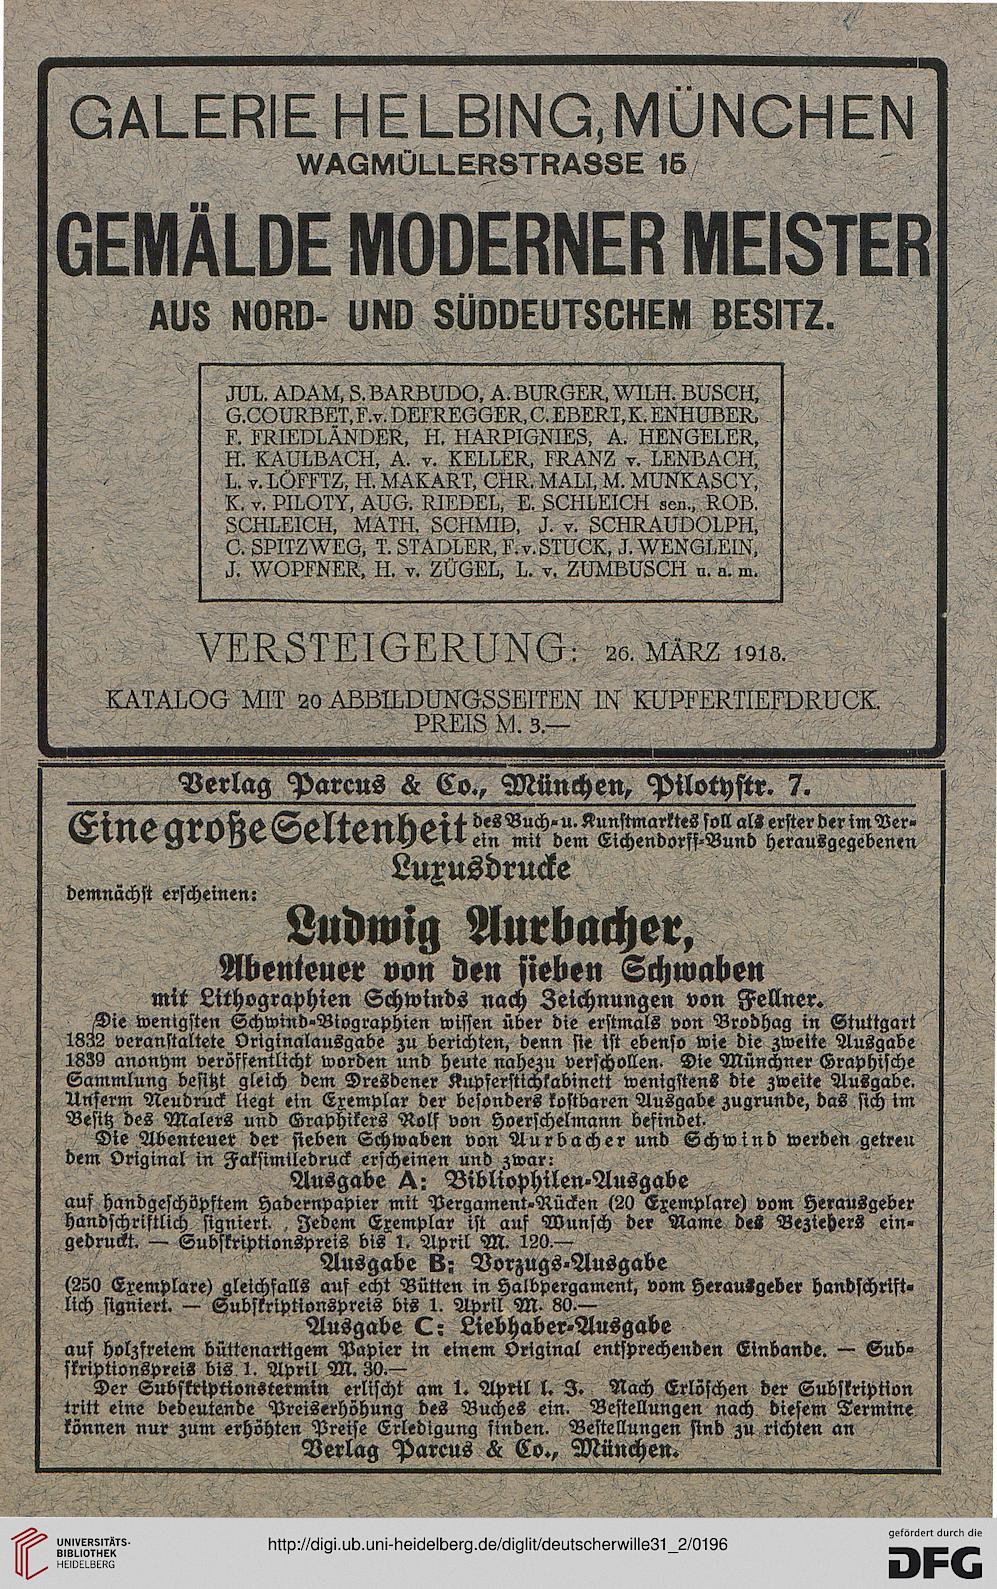 GALERIE HELBING, MÜNCHEN
WAGMÜLLERSTRASSE 15
GEMÄLDE MODERNER MEISTER
AUS NORD- UND SÜDDEUTSCHEM BESITZ.
JUL. ADAM, S. BARBUDO, A. BURGER, WILH. BUSCH,
G. COURBET, F. v. DEFREGGER, C. EBERT, K. ENHUBER,
F. FRIEDLÄNDER, H. HARPIGNIES, A. HENGELER,
H. KAULBACH, A. v. KELLER, FRANZ v. LENBACH,
L. v. LÖFFTZ, H. MAKART, CHR. MALI, M. MUNKASCY,
K. v. PILOTY, AUG. RIEDEL, E. SCHLEICH sen., ROB.
SCHLEICH, MATH. SCHMID, J. v. SCHRAUDOLPH,
C. SPITZWEG, T. STADLER, F. v. STUCK, J. WENGLEIN,
J. WOPFNER, H. v. ZÜGEL, L. v. ZUMBUSCH u. a. m.
VERSTEIGERUNG: 26. MÄRZ 1918.
KATALOG MIT 20 ABBILDUNGSSEITEN IN KUPFERTIEFDRUCK.
PREIS M. 3.—
Verlag Parcus & Co., München, Pilotystr. 7.
Eine große Seltenheit des Buch- u. Kunstmarktes soll als erster der im Ver-
ein mit dem Eichendorff-Bund herausgegebenen
Luxusdrucke
demnächst erscheinen:
Ludwig Aurbacher,
Abenteuer von den sieben Schwaben
mit Lithographien Schwinds nach Zeichnungen von Fellner.
Die wenigsten Schwind-Biographien wissen über die erstmals von Brodhag in Stuttgart
1832 veranstaltete Originalausgabe zu berichten, denn sie ist ebenso wie die zweite Ausgabe
1839 anonym veröffentlicht worden und heute nahezu verschollen. Die Münchner Graphische
Sammlung besitzt gleich dem Dresdener Kupferstichkabinett wenigstens die zweite Ausgabe.
Unserm Neudruck liegt ein Exemplar der besonders kostbaren Ausgabe zugrunde, das sich im
Besitz des Malers und Graphikers Rolf von Hoerschelmann befindet.
Die Abenteuer der sieben Schwaben von Aurbacher und Schwind werden getreu
dem Original in Faksimiledruck erscheinen und zwar:
Ausgabe A: Bibliophilen-Ausgabe
auf handgeschöpftem Hadernpapier mit Pergament-Rücken (20 Exemplare) vom Herausgeber
handschriftlich signiert. Jedem Exemplar ist auf Wunsch der Name des Beziehers ein-
gedruckt. — Subskriptionspreis bis 1. April M. 120.—
Ausgabe B: Vorzugs-Ausgabe
(250 Exemplare) gleichfalls auf echt Bütten in Halbpergament, vom Herausgeber handschrift-
lich signiert. — Subskriptionspreis bis 1. April M. 80.—
Ausgabe C: Liebhaber-Ausgabe
auf holzfreiem büttenartigem Papier in einem Original entsprechenden Einbande. — Sub-
skriptionspreis bis 1. April M. 30.—
Der Subskriptionstermin erlischt am 1. April l. J. Nach Erlöschen der Subskription
tritt eine bedeutende Preiserhöhung des Buches ein. Bestellungen nach diesem Termine
können nur zum erhöhten Preise Erledigung finden. Bestellungen sind zu richten an
Verlag Parcus & Co., München.
UNIVERSITÄTS-
BIBLIOTHEK
HEIDELBERG
http://digi.ub.uni-heidelberg.de/diglit/deutscherwille31_2/0196
gefördert durch die
DFG